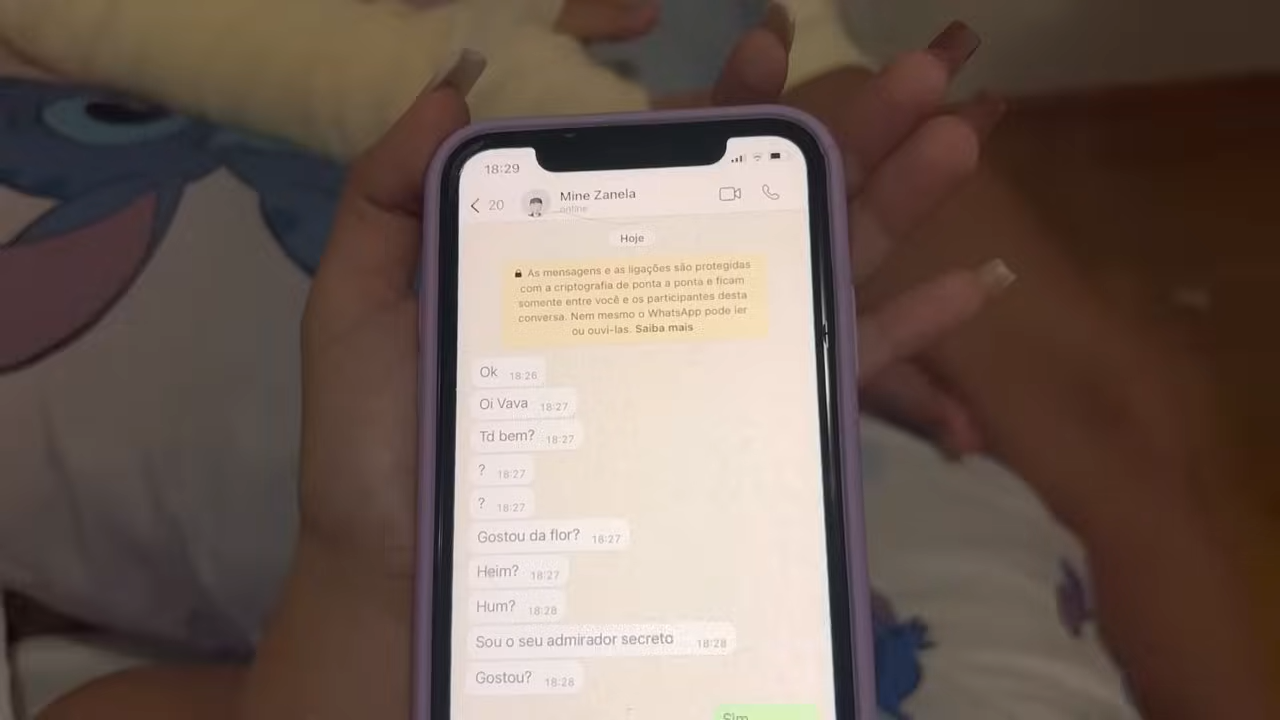 18:29
20
Mine Zanela
online
Hoje
As mensagens e as ligações são protegidas
com a criptografia de ponta a ponta e ficam
somente entre você e os participantes desta
conversa. Nem mesmo o WhatsApp pode ler
ou ouvi-las. Saiba mais
Ok 18:26
Oi Vava 18:27
Td bem? 18:27
? 18:27
? 18:27
Gostou da flor? 18:27
Heim? 18:27
Hum? 18:28
Sou o seu admirador secreto 18:28
Gostou? 18:28
Sim